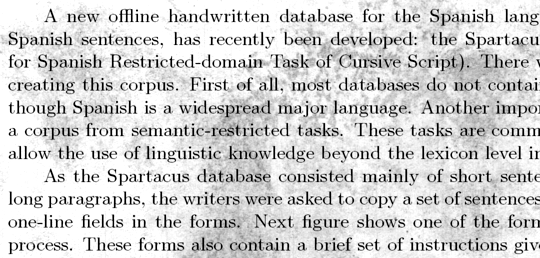 A new offline handwritten database for the Spanish lang
Spanish sentences, has recently been developed: the Spartacu
for Spanish Restricted-domain Task of Cursive Script). There
creating this corpus. First of all, most databases do not contai
though Spanish is a widespread major language. Another impor
a corpus from semantic-restricted tasks. These tasks are comm
allow the use of linguistic knowledge beyond the lexicon level in
As the Spartacus database consisted mainly of short sente
long paragraphs, the writers were asked to copy a set of sentences
one-line fields in the forms. Next figure shows one of the form
process. These forms also contain a brief set of instructions give